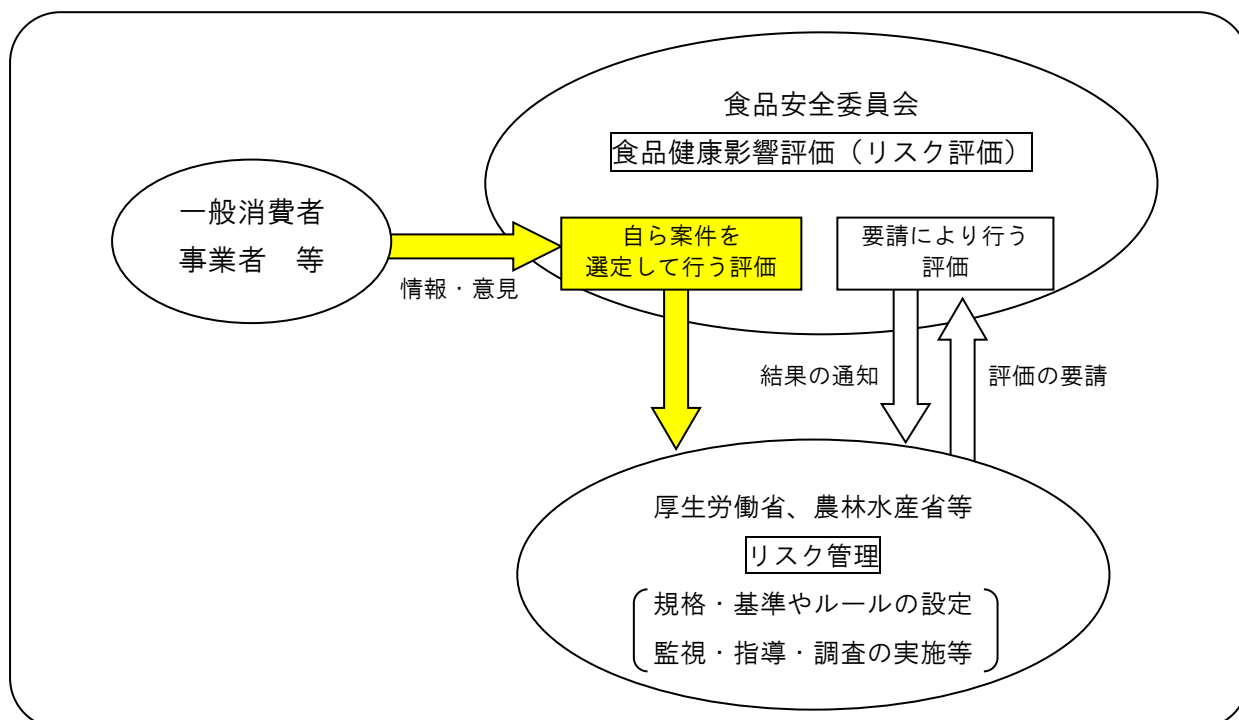 食品安全委員会
食品健康影響評価（リスク評価）
一般消費者
事業者　等
情報・意見
自ら案件を
選定して行う評価
要請により行う
評価
結果の通知
評価の要請
厚生労働省、農林水産省等
リスク管理
規格・基準やルールの設定
監視・指導・調査の実施等